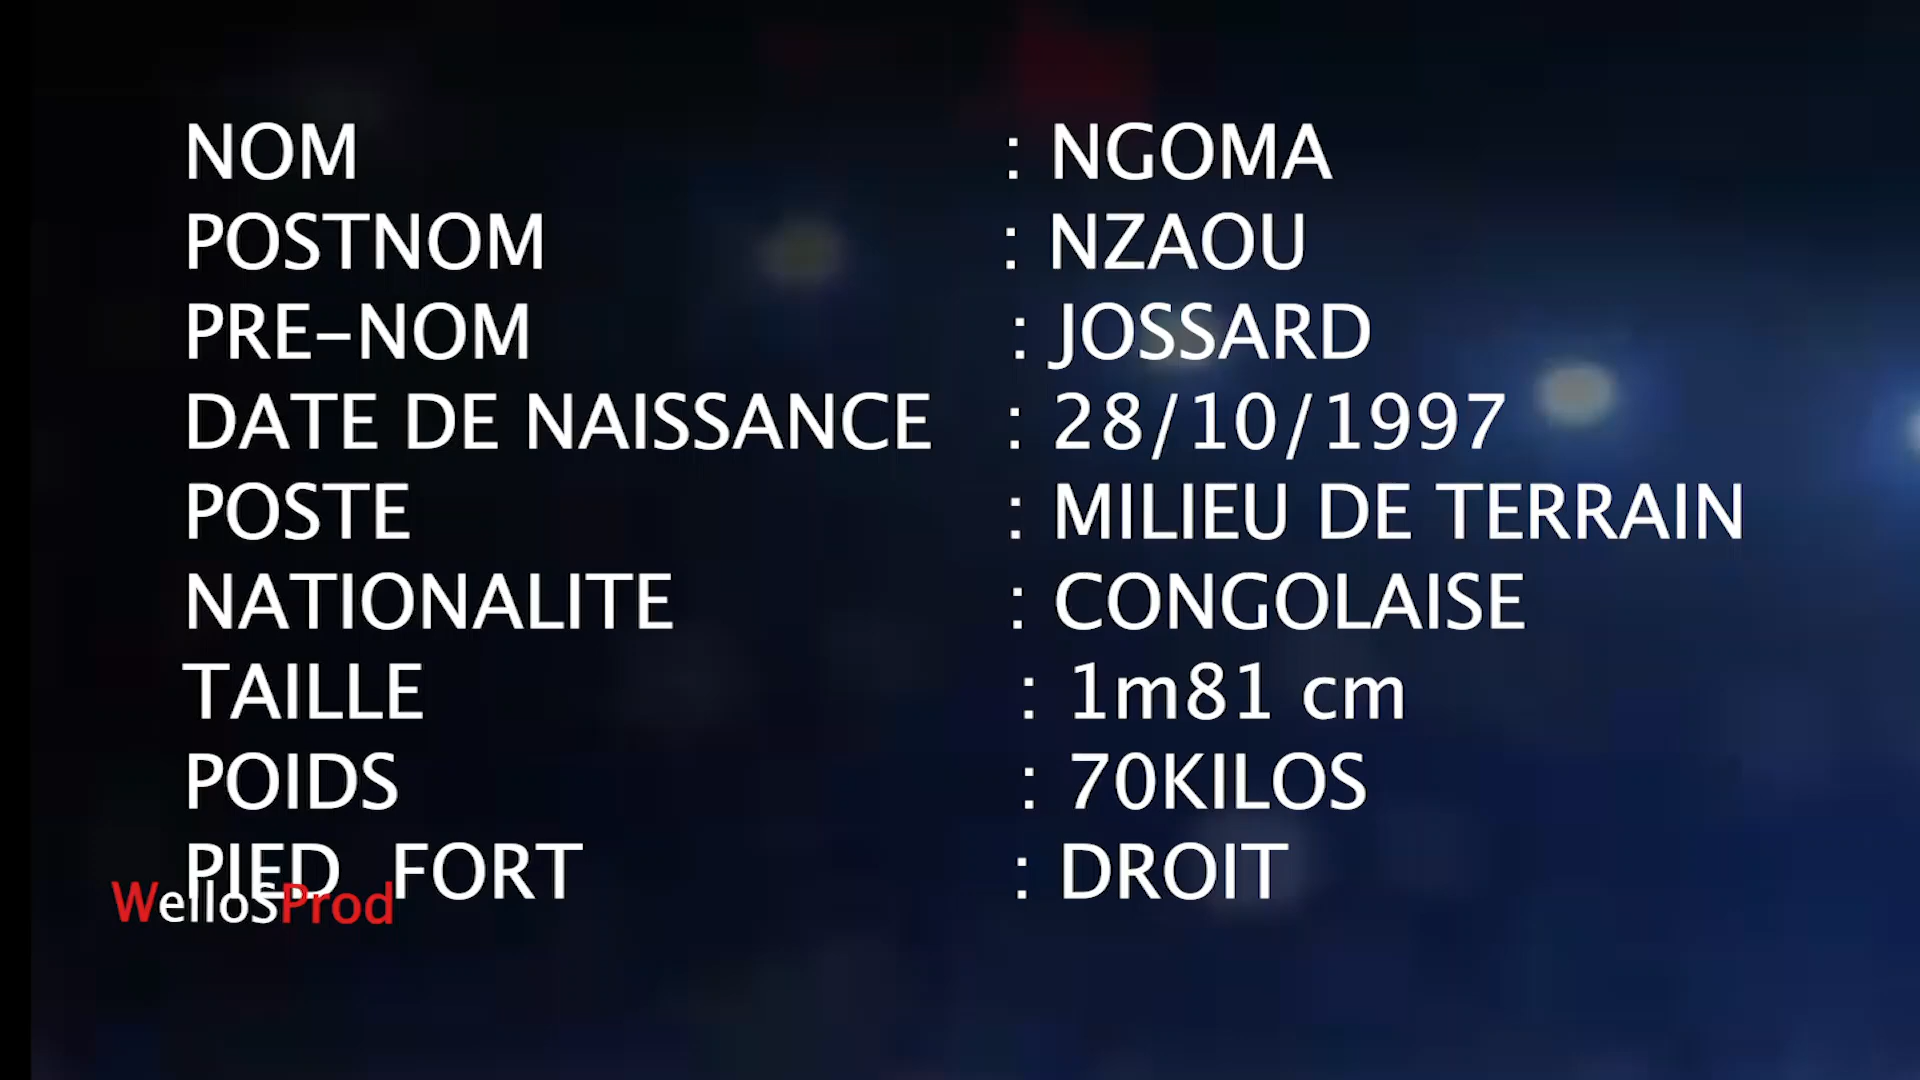 NOM : NGOMA
POSTNOM : NZAOU
PRE-NOM : JOSSARD
DATE DE NAISSANCE : 28/10/1997
POSTE : MILIEU DE TERRAIN
NATIONALITE : CONGOLAISE
TAILLE : 1m81 cm
POIDS : 70KILOS
PIED FORT : DROIT
WellosProd